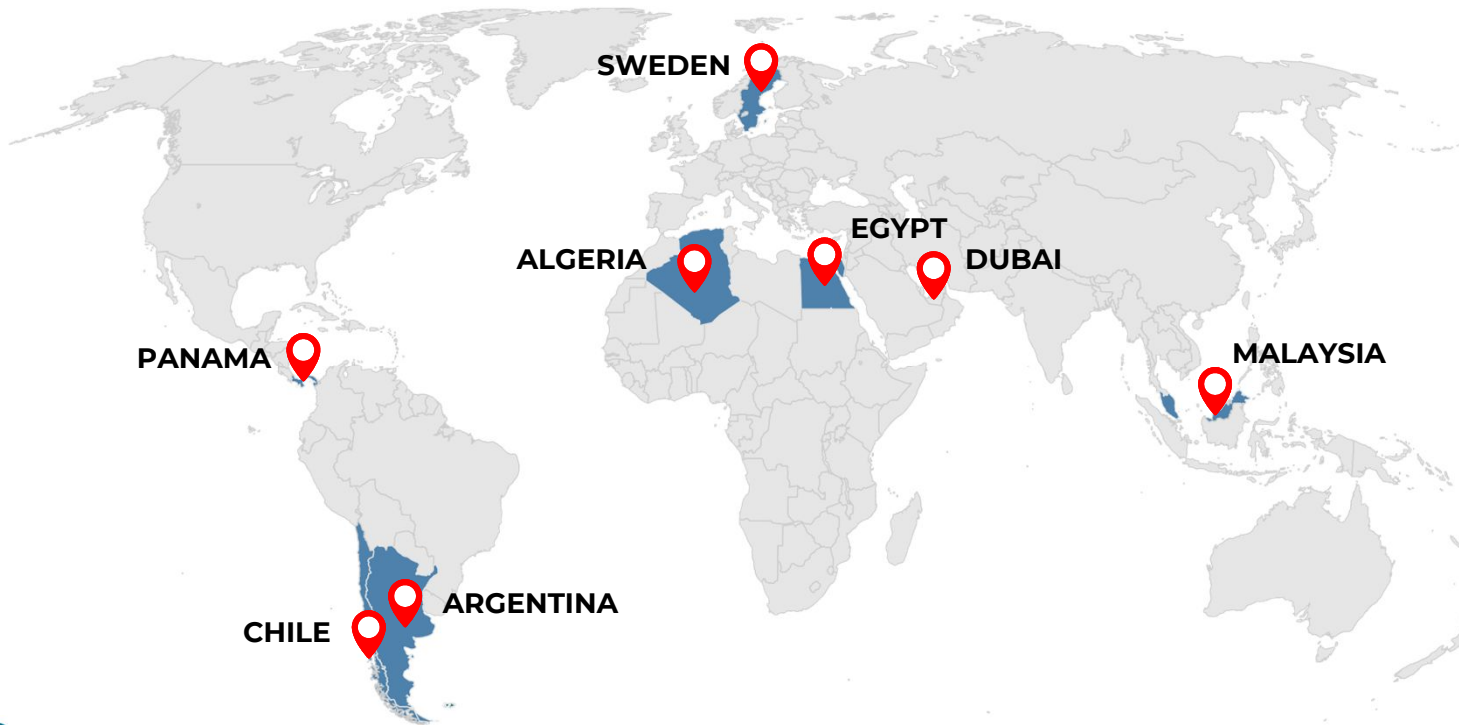 SWEDEN
EGYPT
ALGERIA
DUBAI
PANAMA
MALAYSIA
ARGENTINA
CHILE